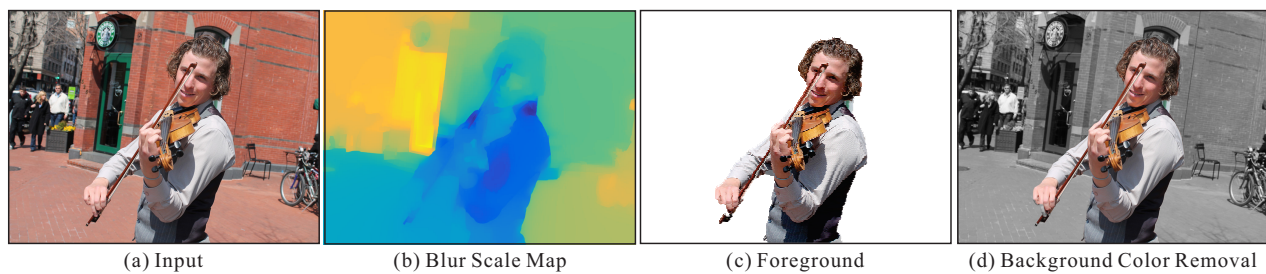 (a) Input
(b) Blur Scale Map
(c) Foreground
(d) Background Color Removal